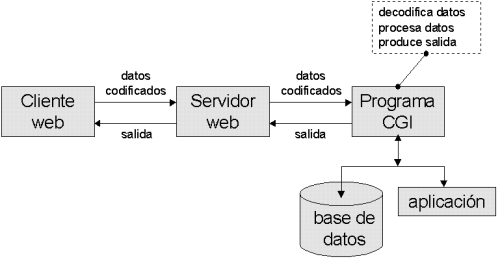 decodifica datos
procesa datos
produce salida
datos
codificados
datos
codificados
Cliente
web
Servidor
web
Programa
CGI
salida
salida
base de
datos
aplicación